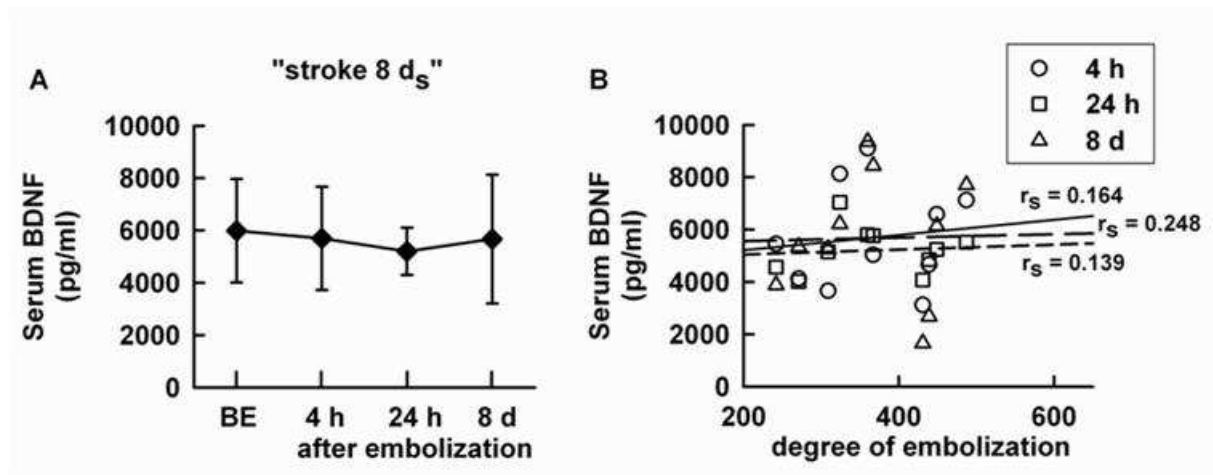 A
"stroke 8 ds"
Serum BDNF
(pg/ml)
10000
8000
6000
4000
2000
0
BE 4 h 24 h 8 d
after embolization
B
4 h
24 h
8 d
Serum BDNF
(pg/ml)
10000
8000
6000
4000
2000
0
rs = 0.164
rs = 0.248
rs = 0.139
200 400 600
degree of embolization